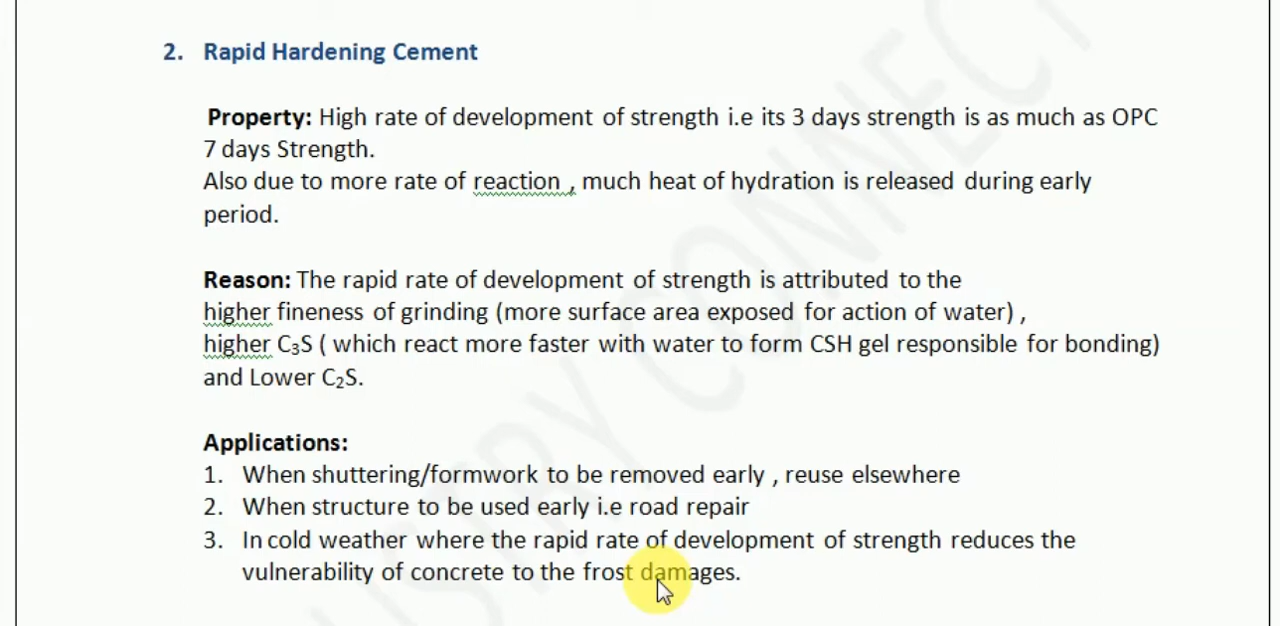 2. Rapid Hardening Cement
Property: High rate of development of strength i.e its 3 days strength is as much as OPC
7 days Strength.
Also due to more rate of reaction , much heat of hydration is released during early
period.
Reason: The rapid rate of development of strength is attributed to the
higher fineness of grinding (more surface area exposed for action of water) ,
higher C₃S ( which react more faster with water to form CSH gel responsible for bonding)
and Lower C₂S.
Applications:
1. When shuttering/formwork to be removed early , reuse elsewhere
2. When structure to be used early i.e road repair
3. In cold weather where the rapid rate of development of strength reduces the
vulnerability of concrete to the frost damages.
USTRY CONNECT